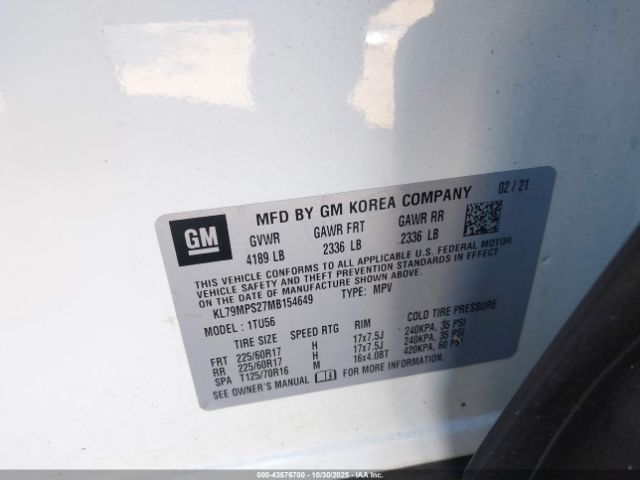 GM
MFD BY GM KOREA COMPANY 02 / 21
GVWR GAWR FRT GAWR RR
4189 LB 2336 LB 2336 LB
THIS VEHICLE CONFORMS TO ALL APPLICABLE U.S. FEDERAL MOTOR
VEHICLE SAFETY AND THEFT PREVENTION STANDARDS IN EFFECT ON
THE DATE OF MANUFACTURE SHOWN ABOVE.
KL79MPS27MB154649 TYPE: MPV
MODEL : 1TU56
TIRE SIZE SPEED RTG RIM COLD TIRE PRESSURE
FRT 225/60R17 H 17x7.5J 240KPA, 35 PSI
RR 225/60R17 H 17x7.5J 240KPA, 35 PSI
SPA T125/70R16 M 16x4.0BT 420KPA, 60 PSI
SEE OWNER'S MANUAL FOR MORE INFORMATION.
000-43576700 - 10/30/2025 - IAA, Inc.